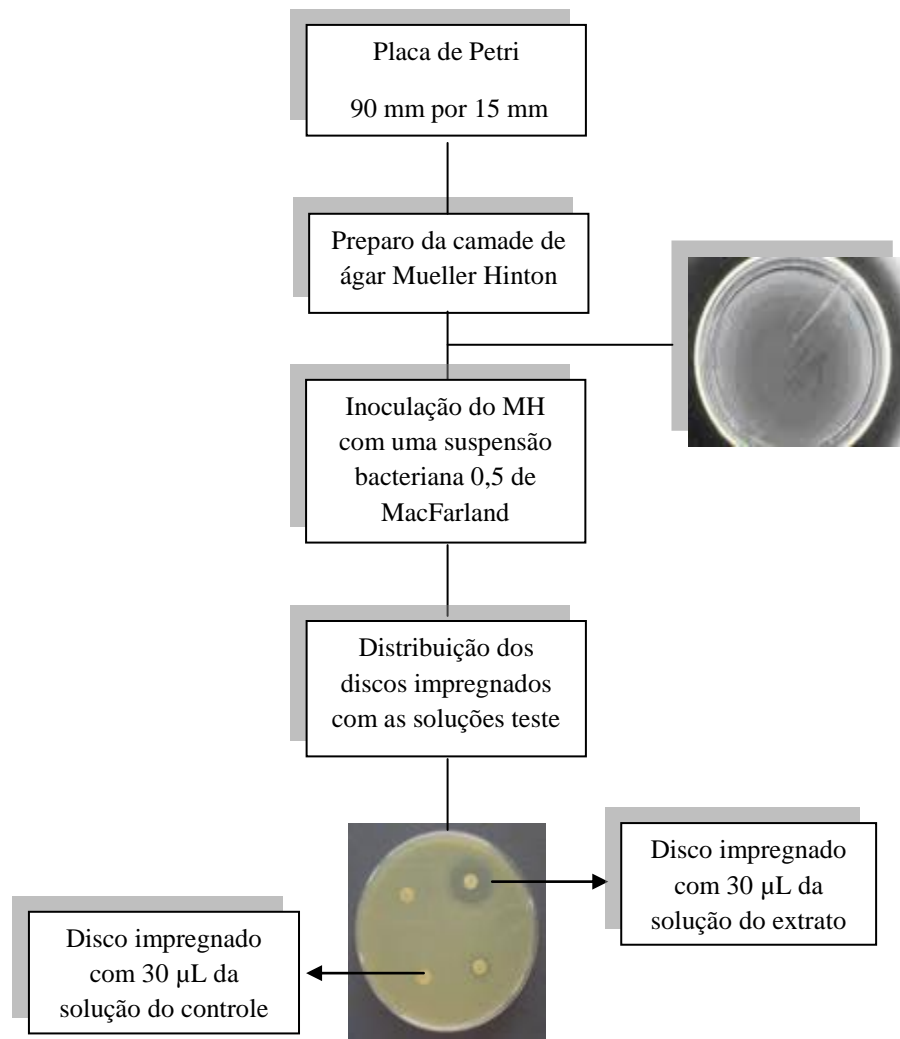 Placa de Petri
90 mm por 15 mm
Preparo da camade de
ágar Mueller Hinton
Inoculação do MH
com uma suspensão
bacteriana 0,5 de
MacFarland
Distribuição dos
discos impregnados
com as soluções teste
Disco impregnado
com 30 µL da
solução do extrato
Disco impregnado
com 30 µL da
solução do controle